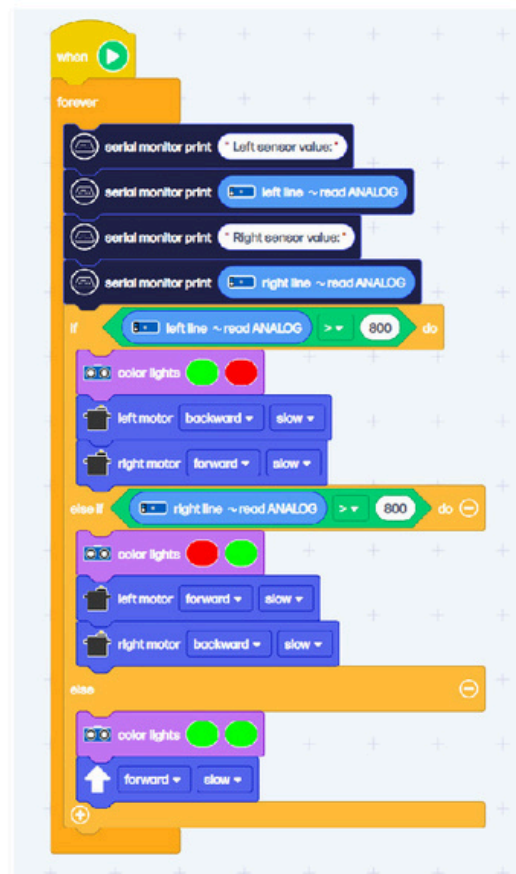 when
forever
serial monitor print " Left sensor value: "
serial monitor print left line ~ read ANALOG
serial monitor print " Right sensor value: "
serial monitor print right line ~ read ANALOG
if left line ~ read ANALOG > 800 do
color lights
left motor backward slow
right motor forward slow
else if right line ~ read ANALOG > 800 do
color lights
left motor forward slow
right motor backward slow
else
color lights
forward slow